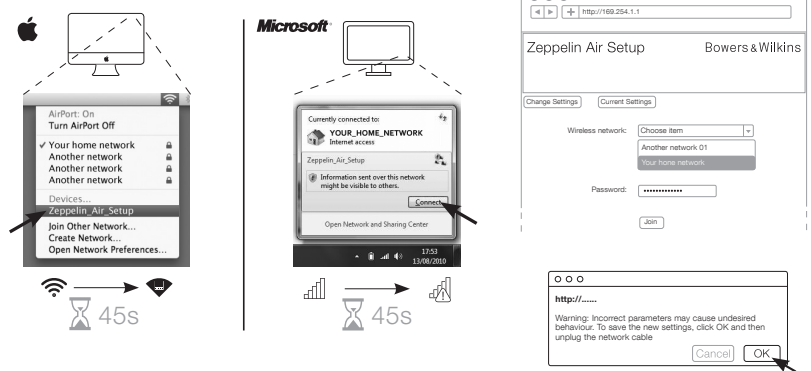 AirPort: On
Turn AirPort Off
Your home network
Another network
Another network
Another network
Devices...
Zeppelin_Air_Setup
Join Other Network...
Create Network...
Open Network Preferences...
45s
Microsoft
Currently connected to:
YOUR_HOME_NETWORK
Internet access
Zeppelin_Air_Setup
Information sent over this network
might be visible to others.
Connect
Open Network and Sharing Center
17:53
13/08/2010
45s
http://169.254.1.1
Zeppelin Air Setup
Bowers & Wilkins
Change Settings
Current Settings
Wireless network:
Choose item
Another network 01
Your hone network
Password:
•••••••••••••
Join
http://......
Warning: Incorrect parameters may cause undesired
behaviour. To save the new settings, click OK and then
unplug the network cable
Cancel
OK